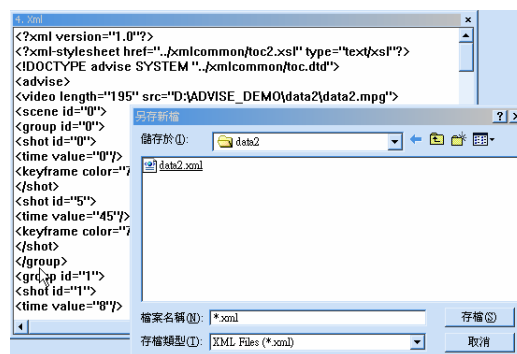 4. Xml
<?xml version="1.0"?>
<?xml-stylesheet href="../xmlcommon/toc2.xsl" type="text/xsl"?>
<!DOCTYPE advise SYSTEM "../xmlcommon/toc.dtd">
<advise>
<video length="195" src="D:\ADVISE_DEMO\data2\data2.mpg">
<scene id="0">
<group id="0">
<shot id="0">
<time value="0"/>
<keyframe color="7
</shot>
<shot id="5">
<time value="45"/>
<keyframe color="7
</shot>
</group>
<group id="1">
<shot id="1">
<time value="8"/>
另存新檔
儲存於(I):
data2
data2.xml
檔案名稱(N):
*.xml
存檔(S)
存檔類型(T):
XML Files (*.xml)
取消